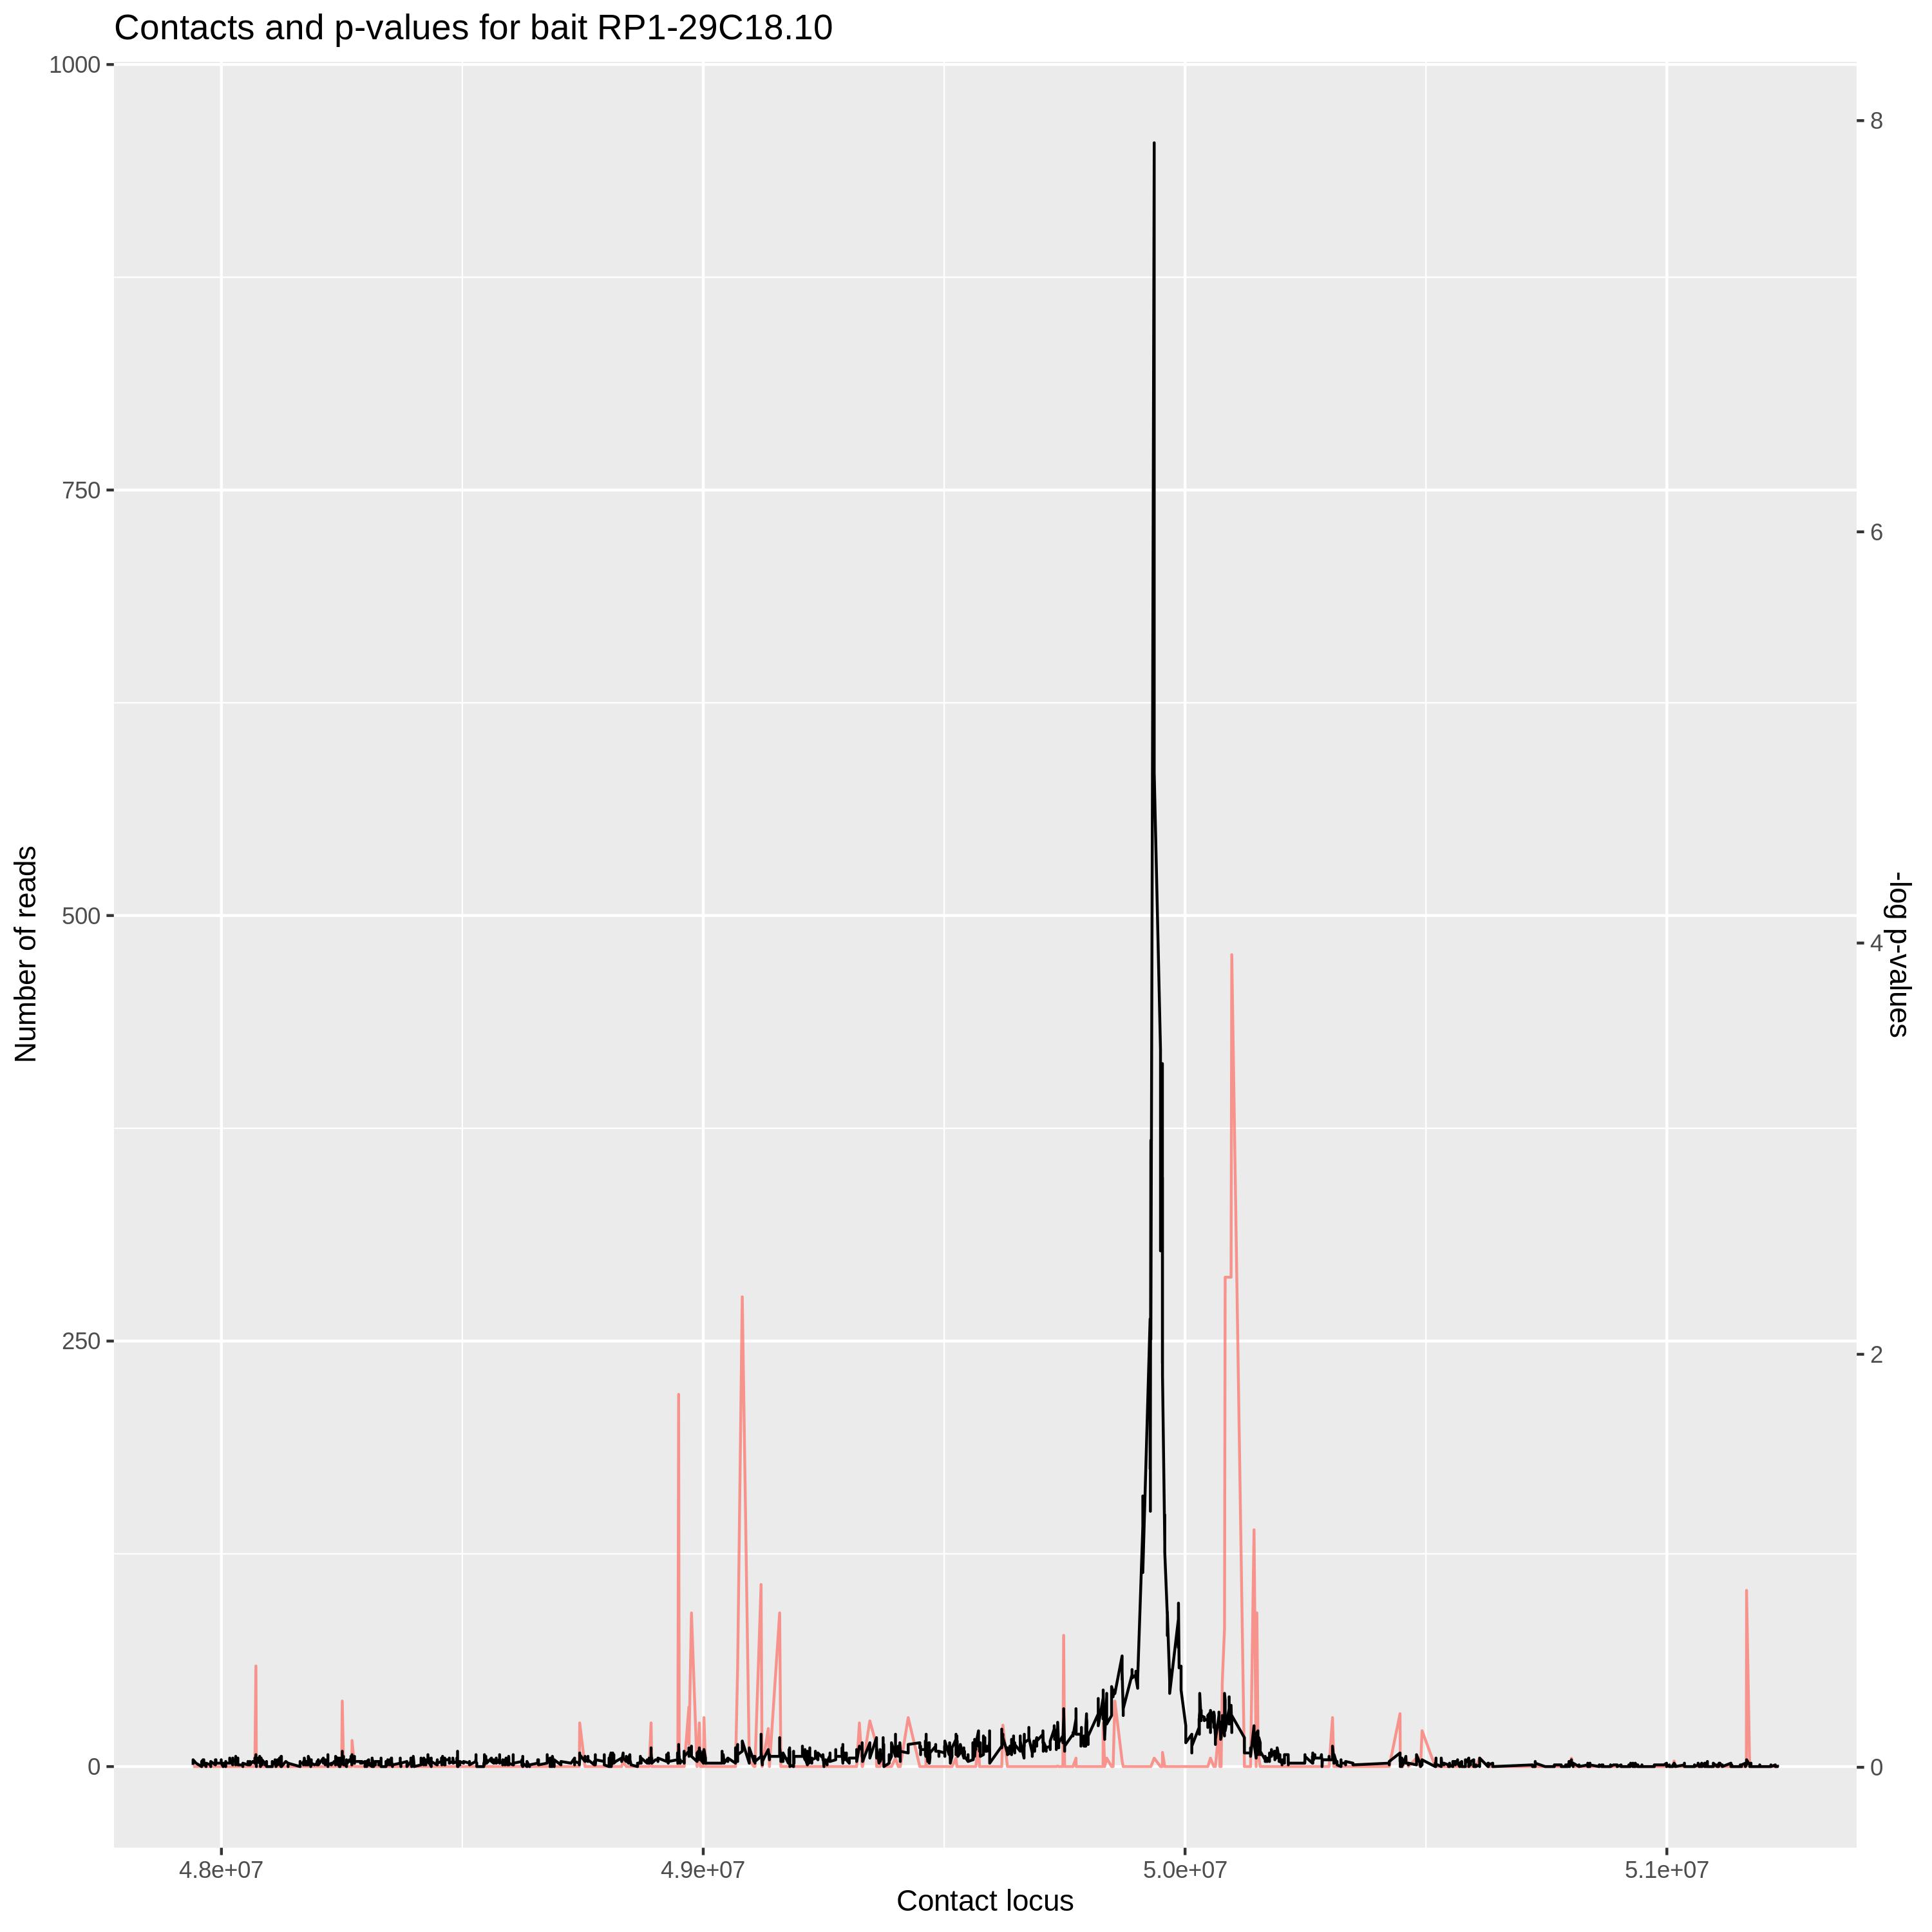 Contacts and p-values for bait RP1-29C18.10
1000
750
500
250
0
Number of reads
8
6
4
2
0
-log p-values
4.8e+07 4.9e+07 5.0e+07 5.1e+07
Contact locus